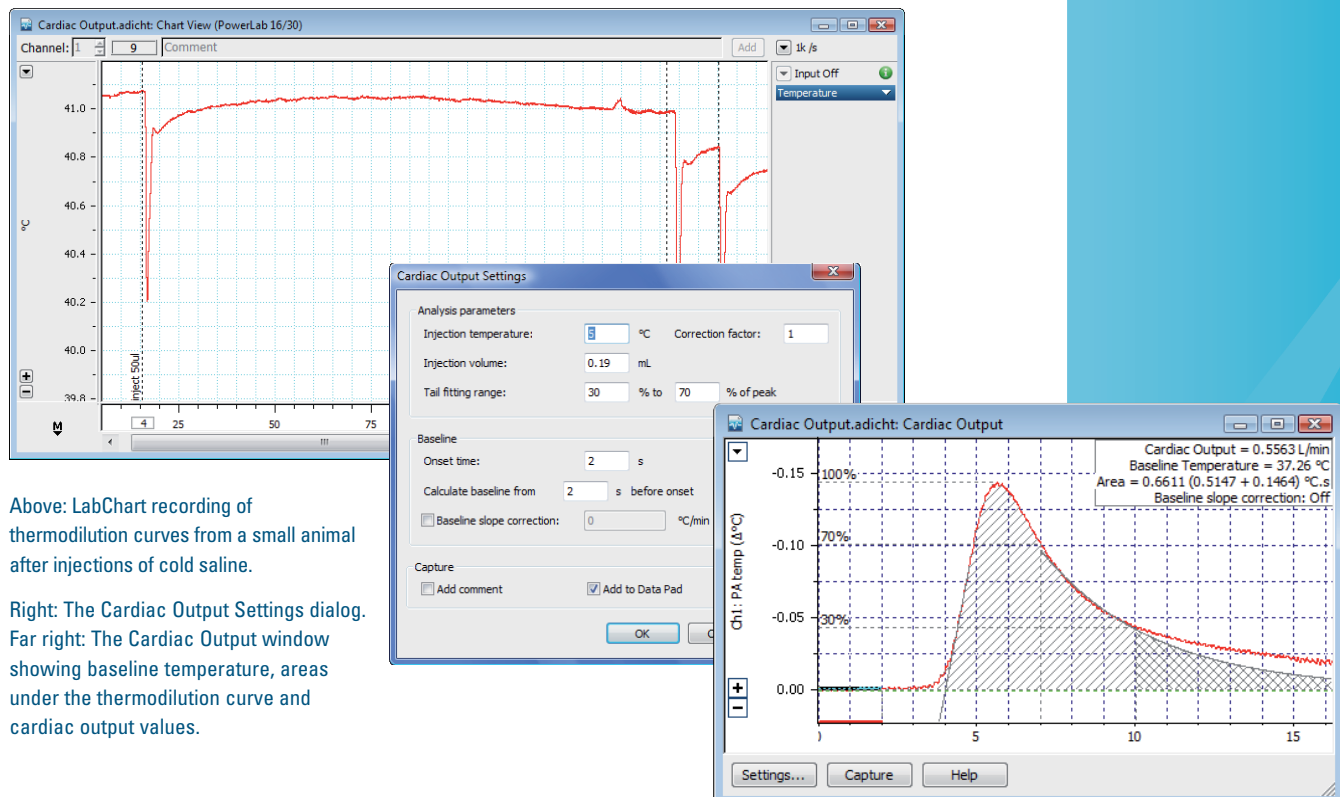 Cardiac Output.adicht: Chart View (PowerLab 16/30)
Channel: 1 9 Comment Add 1k /s
Input Off
Temperature
41.0
40.8
40.6
°C
40.4
40.2
40.0
39.8
inject 50ul
M
4 25 50 75
Cardiac Output Settings
Analysis parameters
Injection temperature: 5 °C Correction factor: 1
Injection volume: 0.19 mL
Tail fitting range: 30 % to 70 % of peak
Baseline
Onset time: 2 s
Calculate baseline from 2 s before onset
Baseline slope correction: 0 °C/min
Capture
Add comment Add to Data Pad
OK C
Cardiac Output.adicht: Cardiac Output
Cardiac Output = 0.5563 L/min
Baseline Temperature = 37.26 °C
Area = 0.6611 (0.5147 + 0.1464) °C.s
Baseline slope correction: Off
Ch1: PA temp (Δ°C)
-0.15 100%
-0.10 70%
-0.05 30%
0.00
5 10 15
Settings... Capture Help
Above: LabChart recording of
thermodilution curves from a small animal
after injections of cold saline.
Right: The Cardiac Output Settings dialog.
Far right: The Cardiac Output window
showing baseline temperature, areas
under the thermodilution curve and
cardiac output values.